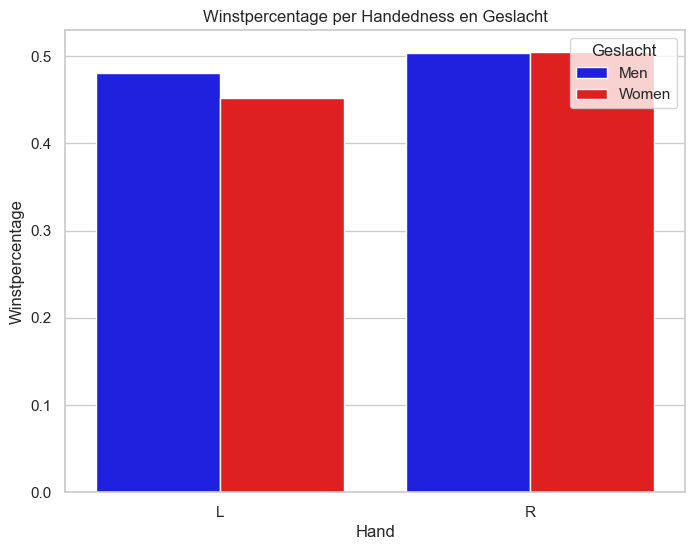 Winstpercentage per Handedness en Geslacht
Geslacht
Men
Women
Winstpercentage
0.5
0.4
0.3
0.2
0.1
0.0
L
R
Hand